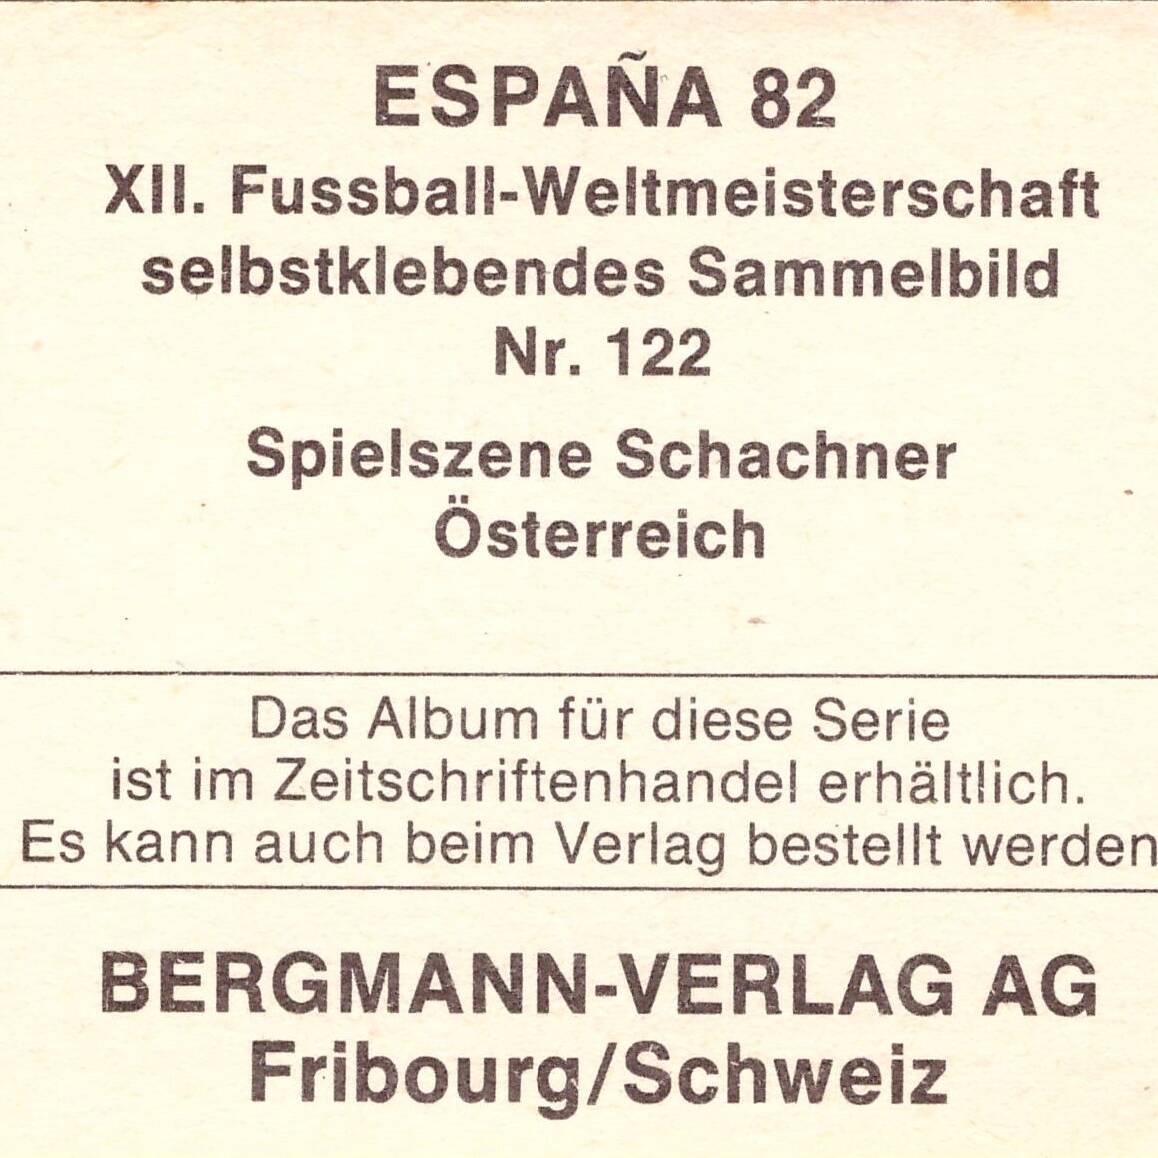 ESPAÑA 82
XII. Fussball-Weltmeisterschaft
selbstklebendes Sammelbild
Nr. 122
Spielszene Schachner
Österreich
Das Album für diese Serie
ist im Zeitschriftenhandel erhältlich.
Es kann auch beim Verlag bestellt werden
BERGMANN-VERLAG AG
Fribourg/Schweiz